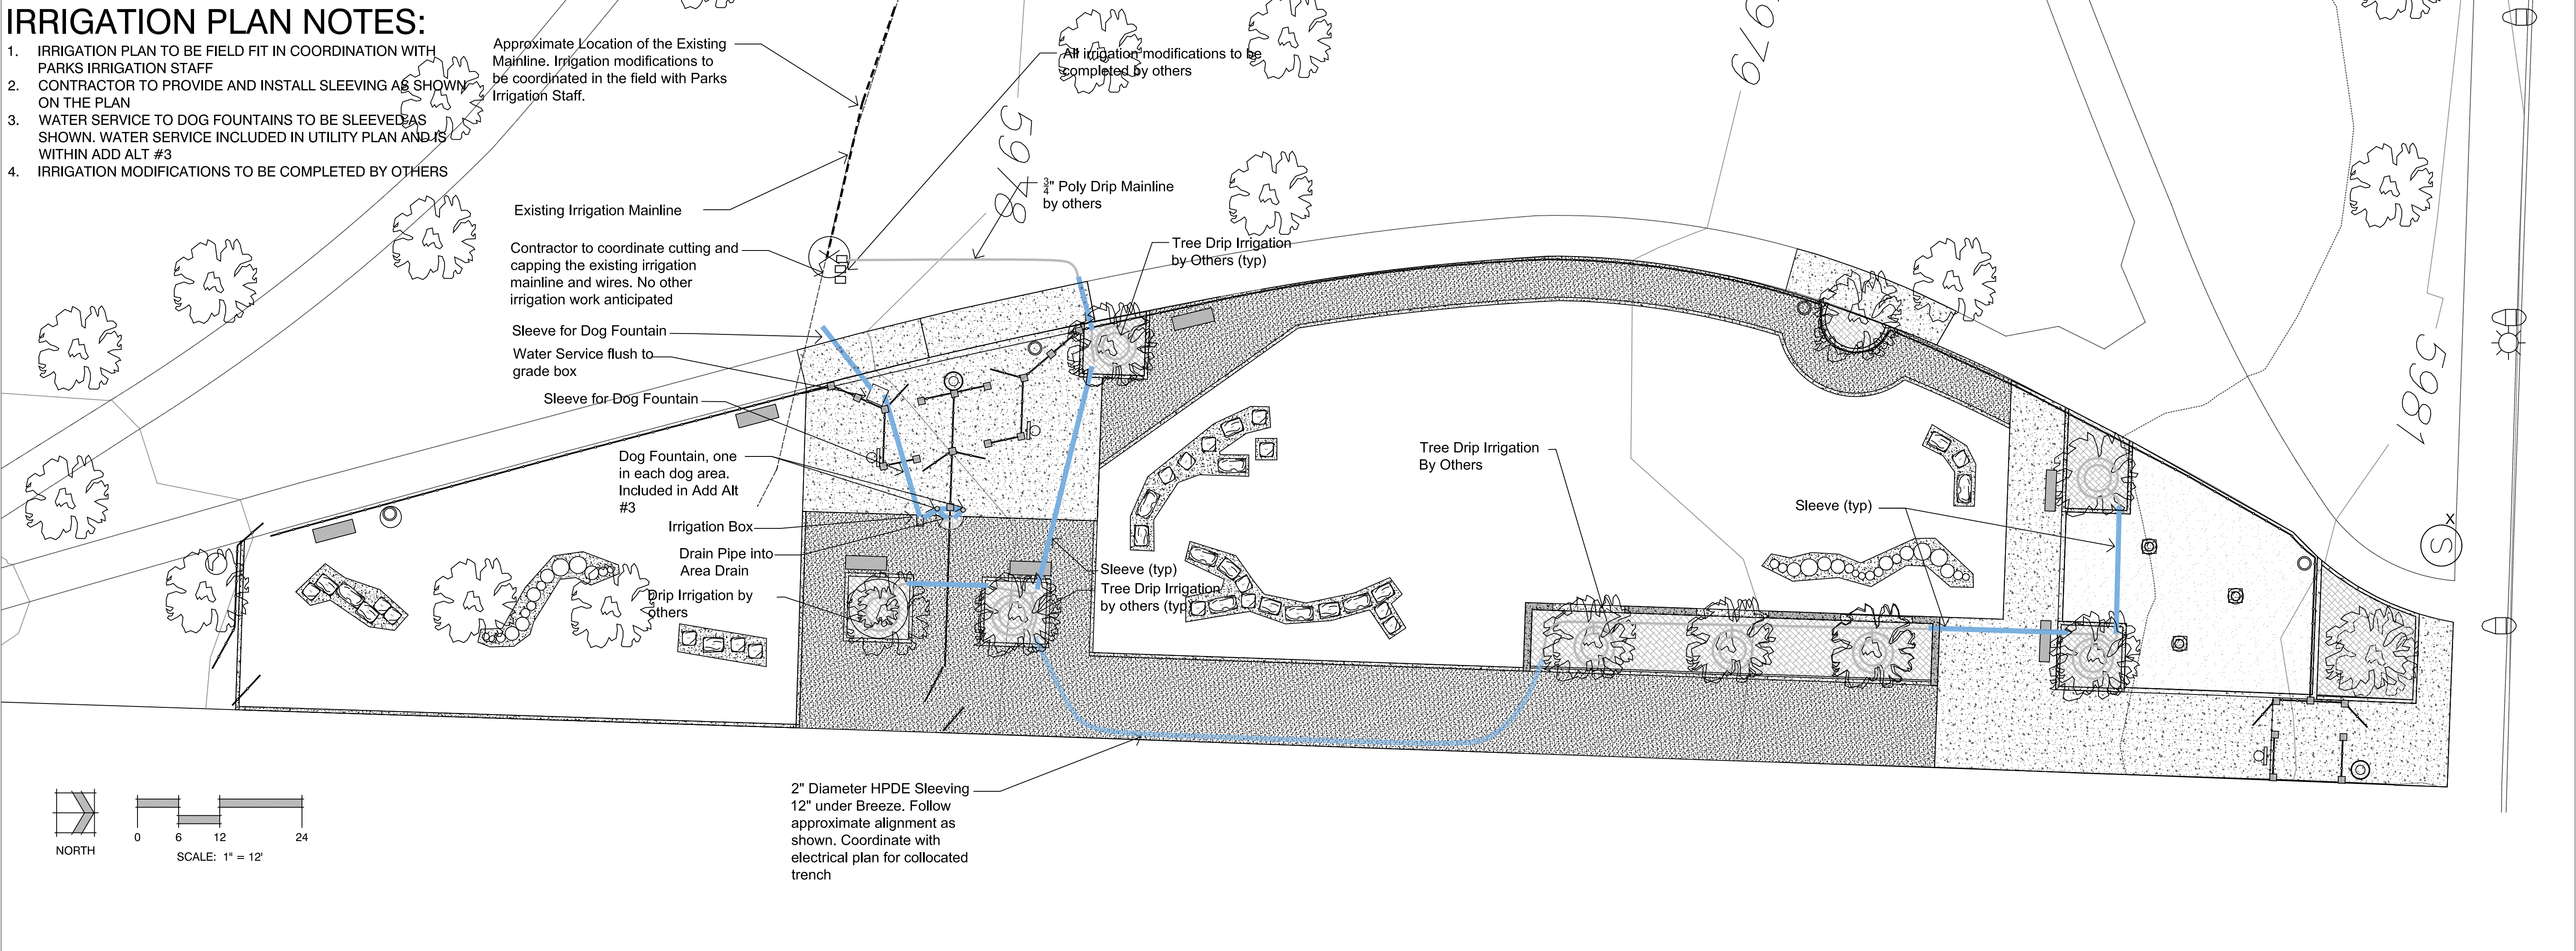 IRRIGATION PLAN NOTES:
1. IRRIGATION PLAN TO BE FIELD FIT IN COORDINATION WITH
PARKS IRRIGATION STAFF
2. CONTRACTOR TO PROVIDE AND INSTALL SLEEVING AS SHOWN
ON THE PLAN
3. WATER SERVICE TO DOG FOUNTAINS TO BE SLEEVED AS
SHOWN. WATER SERVICE INCLUDED IN UTILITY PLAN AND IS
WITHIN ADD ALT #3
4. IRRIGATION MODIFICATIONS TO BE COMPLETED BY OTHERS
Approximate Location of the Existing
Mainline. Irrigation modifications to
be coordinated in the field with Parks
Irrigation Staff.
All irrigation modifications to be
completed by others
5978
5979
5981
3/4" Poly Drip Mainline
by others
Existing Irrigation Mainline
Contractor to coordinate cutting and
capping the existing irrigation
mainline and wires. No other
irrigation work anticipated
Tree Drip Irrigation
by Others (typ)
Sleeve for Dog Fountain
Water Service flush to
grade box
Sleeve for Dog Fountain
Dog Fountain, one
in each dog area.
Included in Add Alt
#3
Irrigation Box
Drain Pipe into
Area Drain
Drip Irrigation by
others
Sleeve (typ)
Tree Drip Irrigation
by others (typ)
Tree Drip Irrigation
By Others
Sleeve (typ)
X
S
2" Diameter HPDE Sleeving
12" under Breeze. Follow
approximate alignment as
shown. Coordinate with
electrical plan for collocated
trench
NORTH
0 6 12 24
SCALE: 1" = 12'